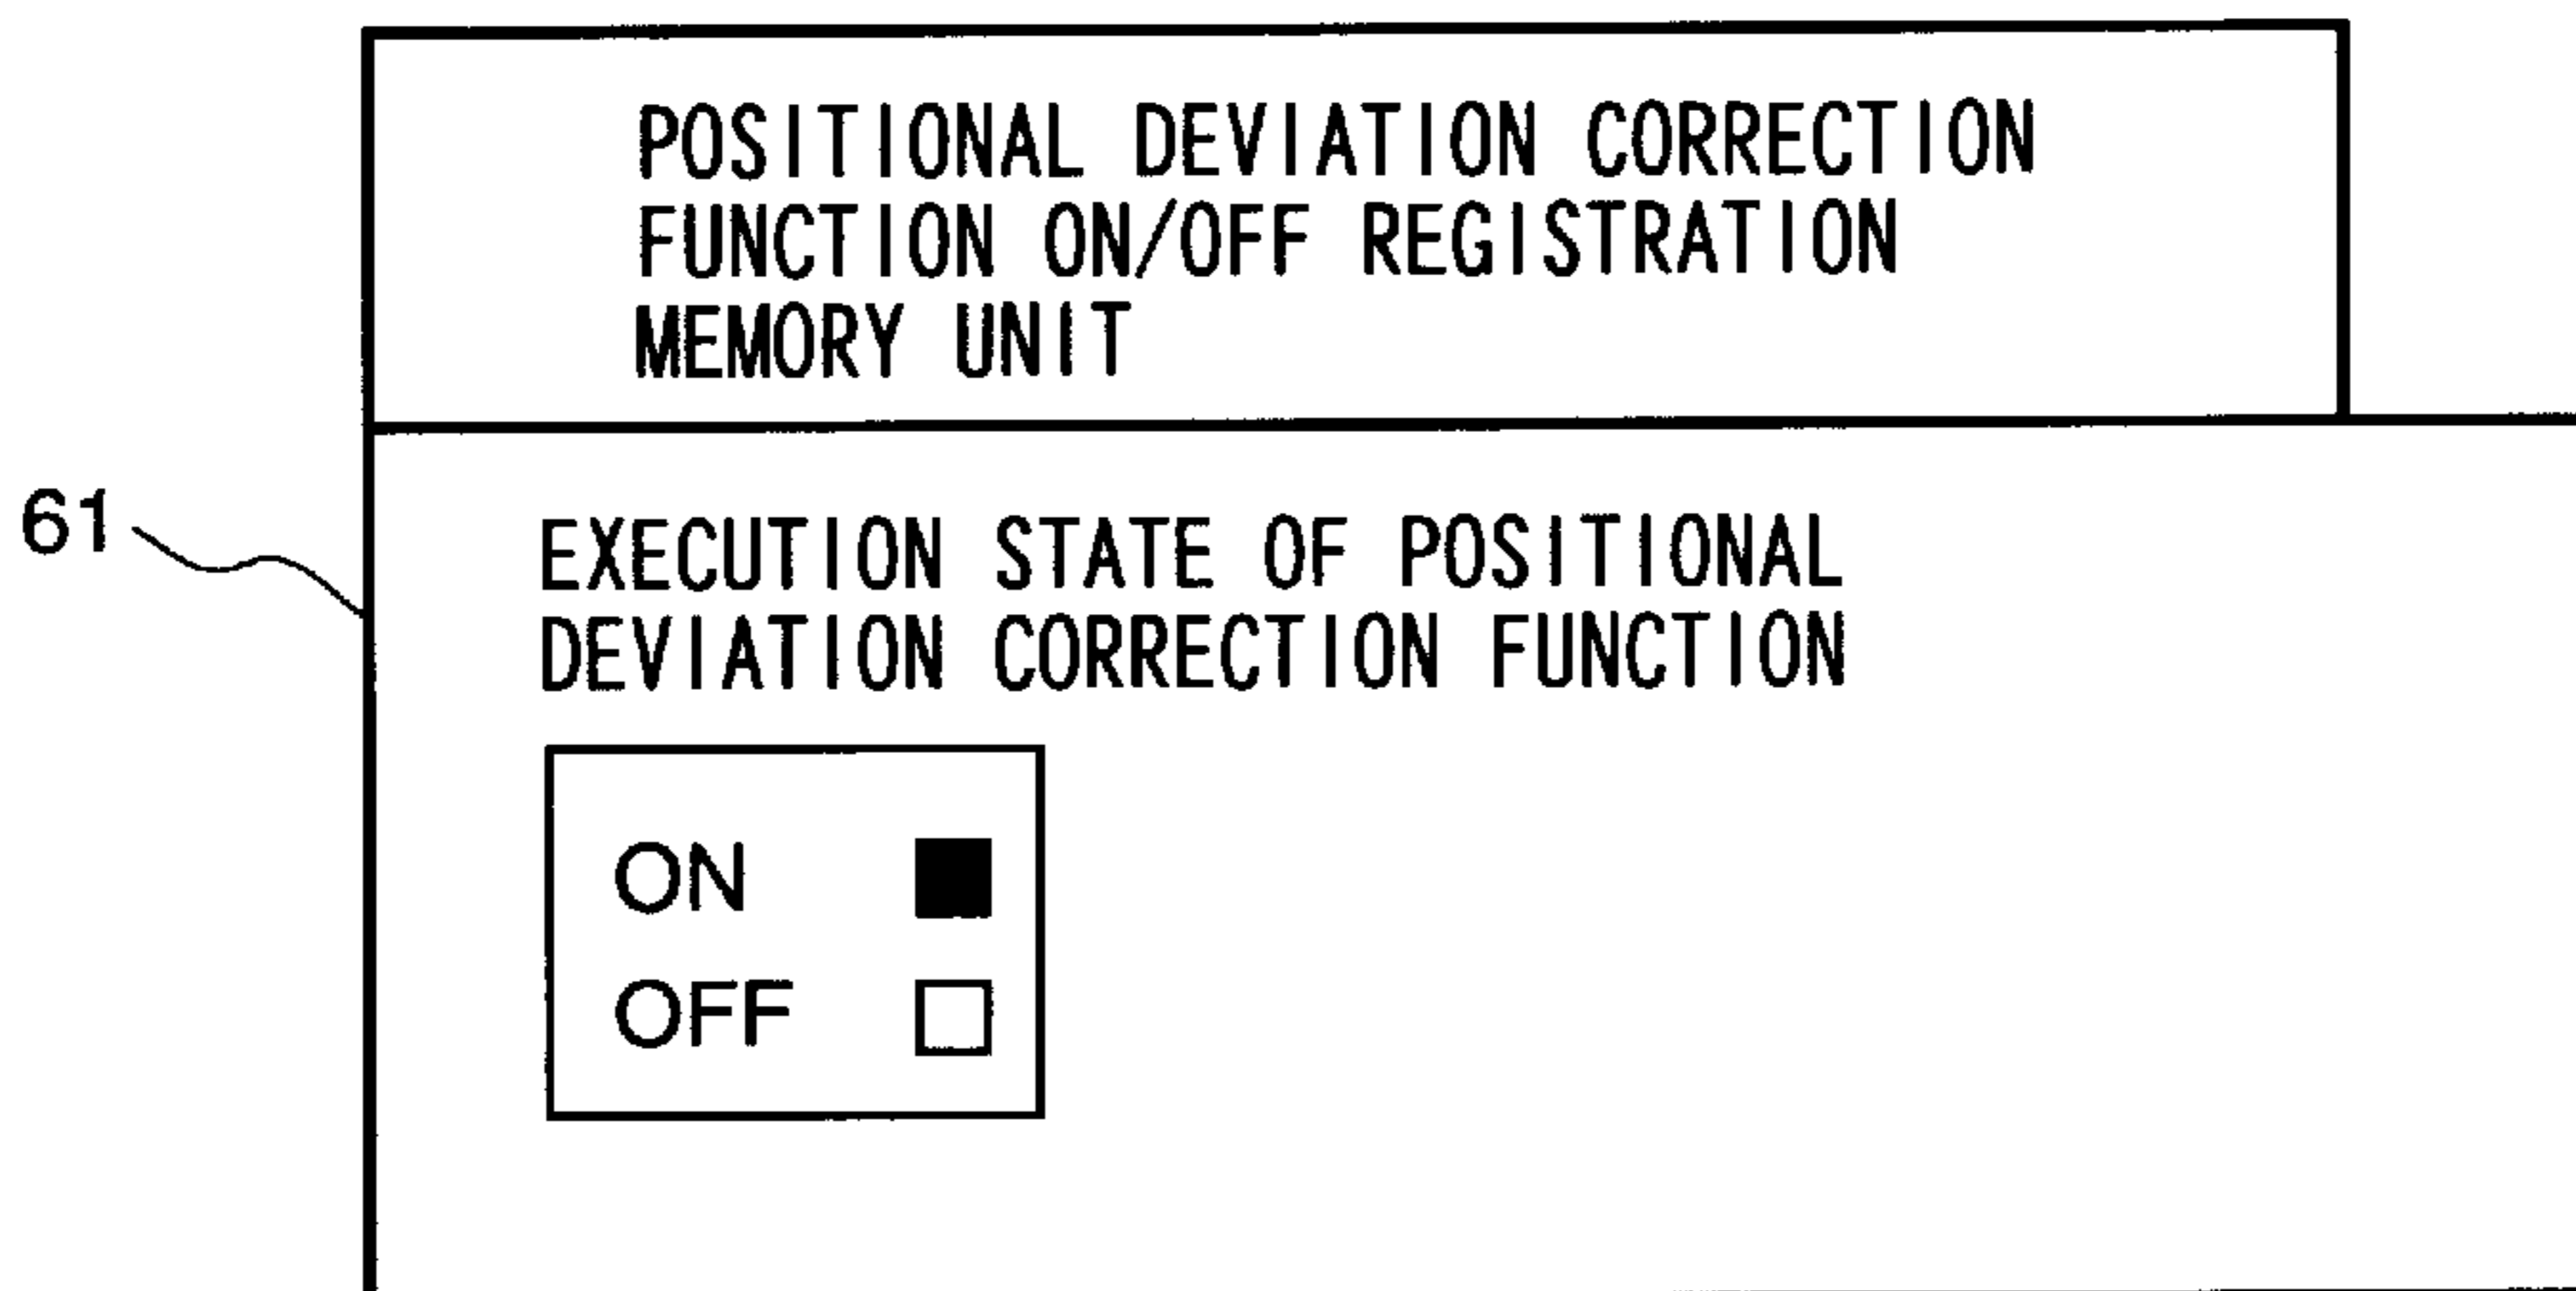 POSITIONAL DEVIATION CORRECTION
FUNCTION ON/OFF REGISTRATION
MEMORY UNIT
61
EXECUTION STATE OF POSITIONAL
DEVIATION CORRECTION FUNCTION
ON
OFF